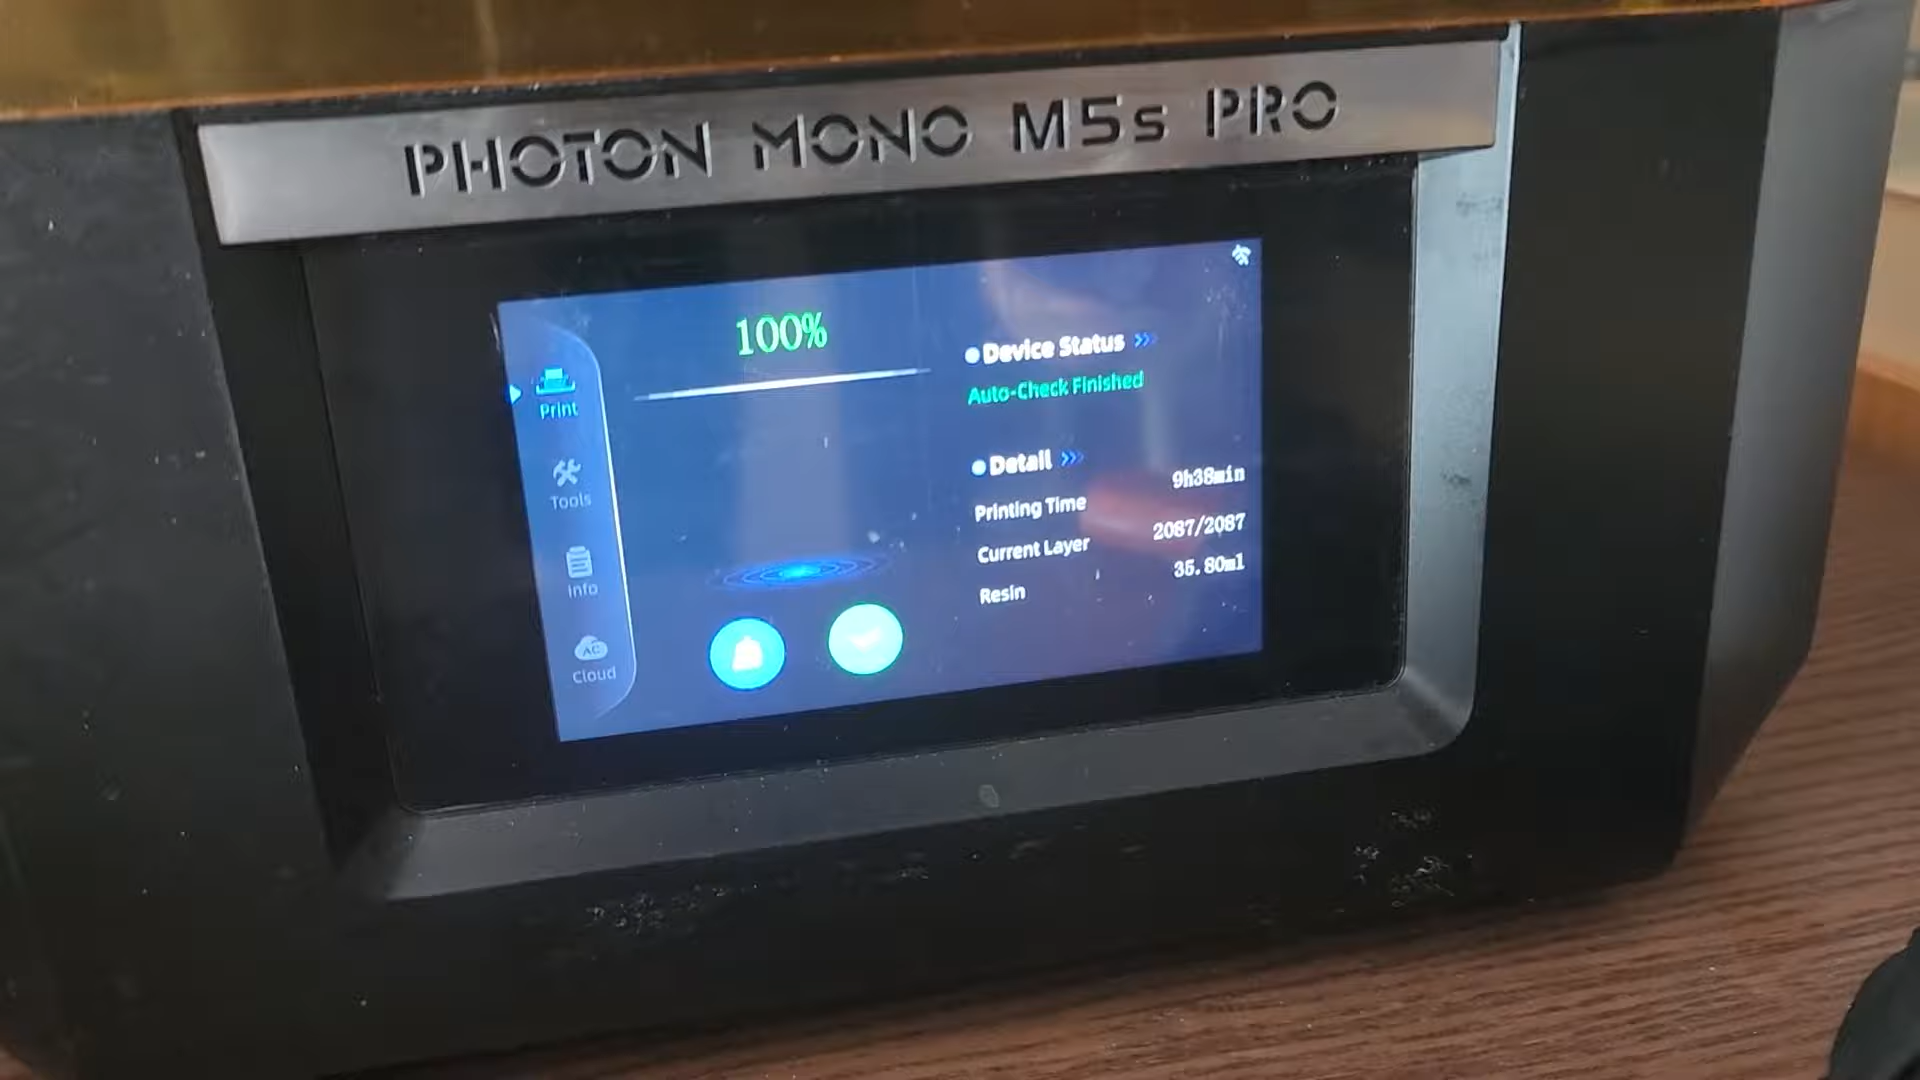 PHOTON MONO M5s PRO
100%
Print
Tools
Info
AC
Cloud
Device Status
Auto-Check Finished
Detail
Printing Time 9h38min
Current Layer 2087/2087
Resin 35.80ml